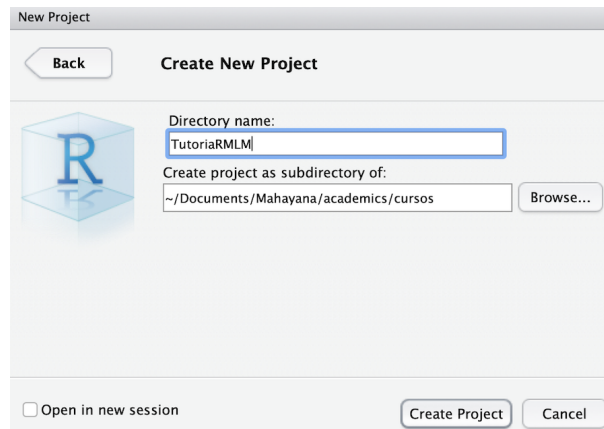 New Project
Back
Create New Project
R
Directory name:
TutoriaRMLM
Create project as subdirectory of:
~/Documents/Mahayana/academics/cursos
Browse...
Open in new session
Create Project
Cancel